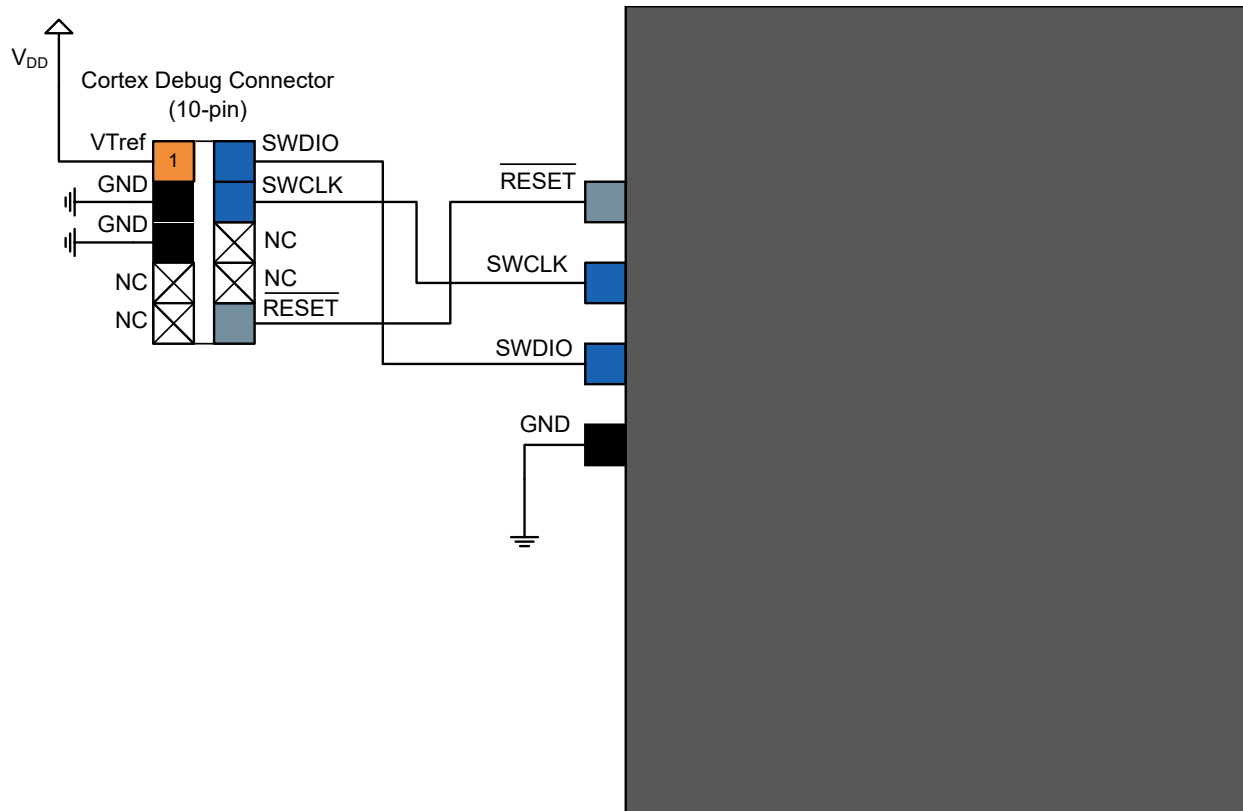 V_DD
Cortex Debug Connector
(10-pin)
VTref
1
SWDIO
GND
SWCLK
GND
NC
NC
NC
NC
RESET
RESET
SWCLK
SWDIO
GND